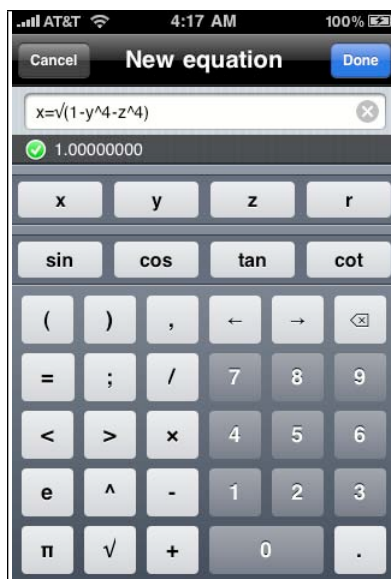 AT&T 4:17 AM 100%
Cancel New equation Done
x=√(1-y^4-z^4)
1.00000000
x y z r
sin cos tan cot
( ) , ← → ⌫
= ; / 7 8 9
< > × 4 5 6
e ^ - 1 2 3
π √ + 0 .